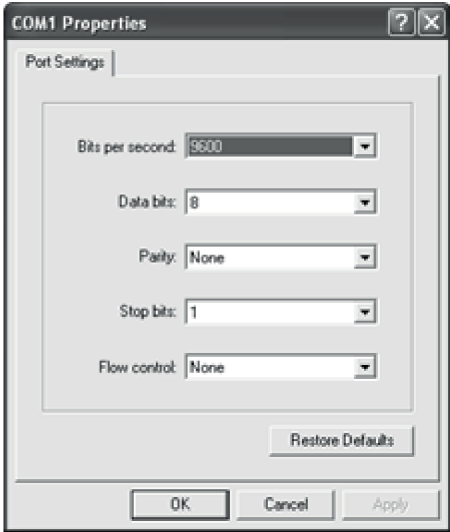 COM1 Properties
Port Settings
Bits per second: 9600
Data bits: 8
Parity: None
Stop bits: 1
Flow control: None
Restore Defaults
OK Cancel Apply